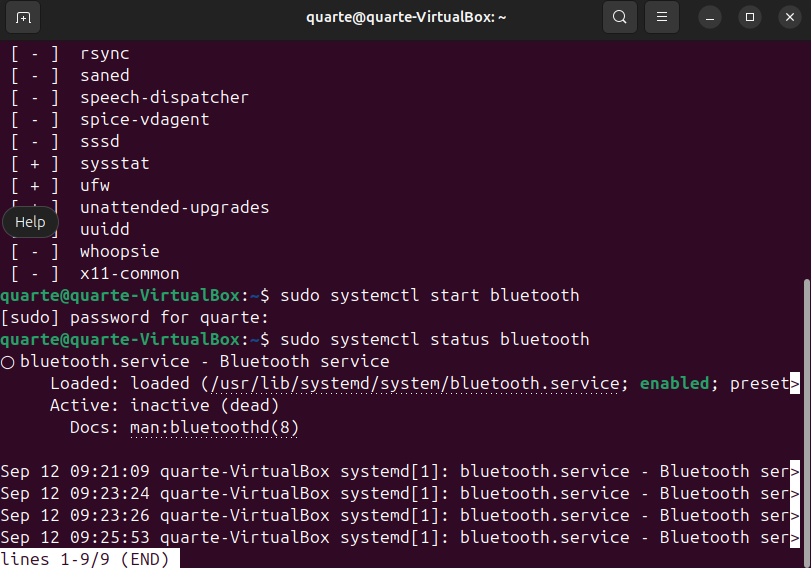 quarte@quarte-VirtualBox: ~
[ - ]  rsync
[ - ]  saned
[ - ]  speech-dispatcher
[ - ]  spice-vdagent
[ - ]  sssd
[ + ]  sysstat
[ + ]  ufw
unattended-upgrades
Help
uuidd
[ - ]  whoopsie
[ - ]  x11-common
quarte@quarte-VirtualBox:~$ sudo systemctl start bluetooth
[sudo] password for quarte:
quarte@quarte-VirtualBox:~$ sudo systemctl status bluetooth
○ bluetooth.service - Bluetooth service
     Loaded: loaded (/usr/lib/systemd/system/bluetooth.service; enabled; preset>
     Active: inactive (dead)
       Docs: man:bluetoothd(8)
Sep 12 09:21:09 quarte-VirtualBox systemd[1]: bluetooth.service - Bluetooth ser>
Sep 12 09:23:24 quarte-VirtualBox systemd[1]: bluetooth.service - Bluetooth ser>
Sep 12 09:23:26 quarte-VirtualBox systemd[1]: bluetooth.service - Bluetooth ser>
Sep 12 09:25:53 quarte-VirtualBox systemd[1]: bluetooth.service - Bluetooth ser>
lines 1-9/9 (END)